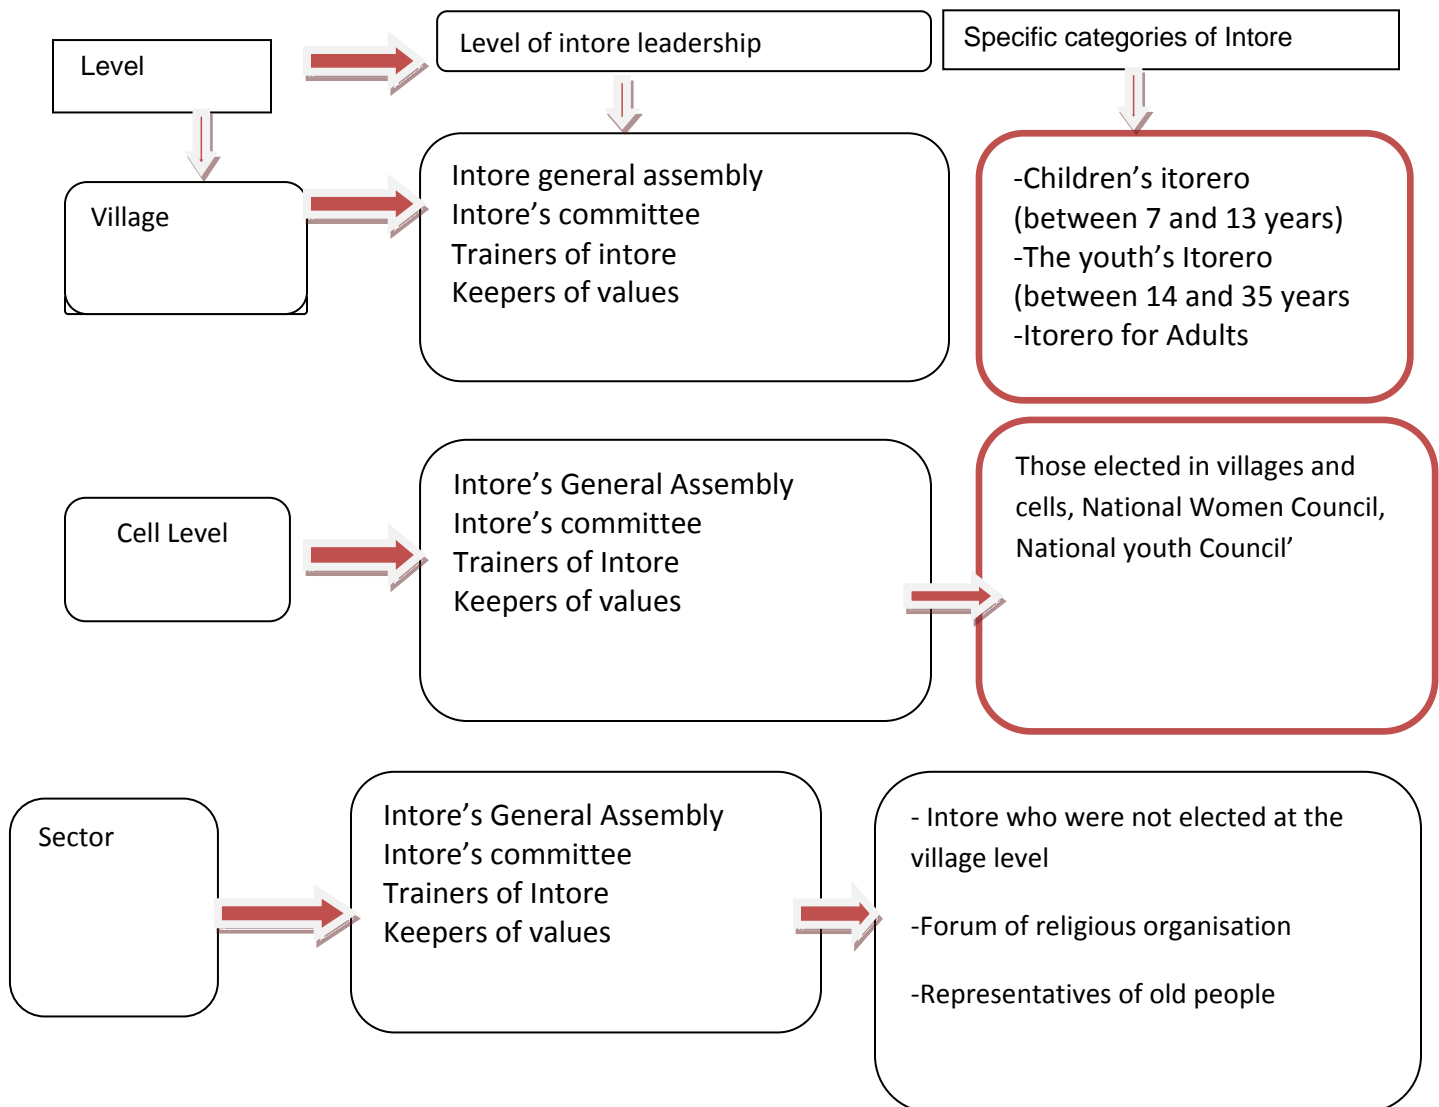 Level
Level of intore leadership
Specific categories of Intore
Village
Intore general assembly
Intore’s committee
Trainers of intore
Keepers of values
-Children’s itorero
(between 7 and 13 years)
-The youth’s Itorero
(between 14 and 35 years
-Itorero for Adults
Cell Level
Intore’s General Assembly
Intore’s committee
Trainers of Intore
Keepers of values
Those elected in villages and
cells, National Women Council,
National youth Council’
Sector
Intore’s General Assembly
Intore’s committee
Trainers of Intore
Keepers of values
- Intore who were not elected at the
village level
-Forum of religious organisation
-Representatives of old people